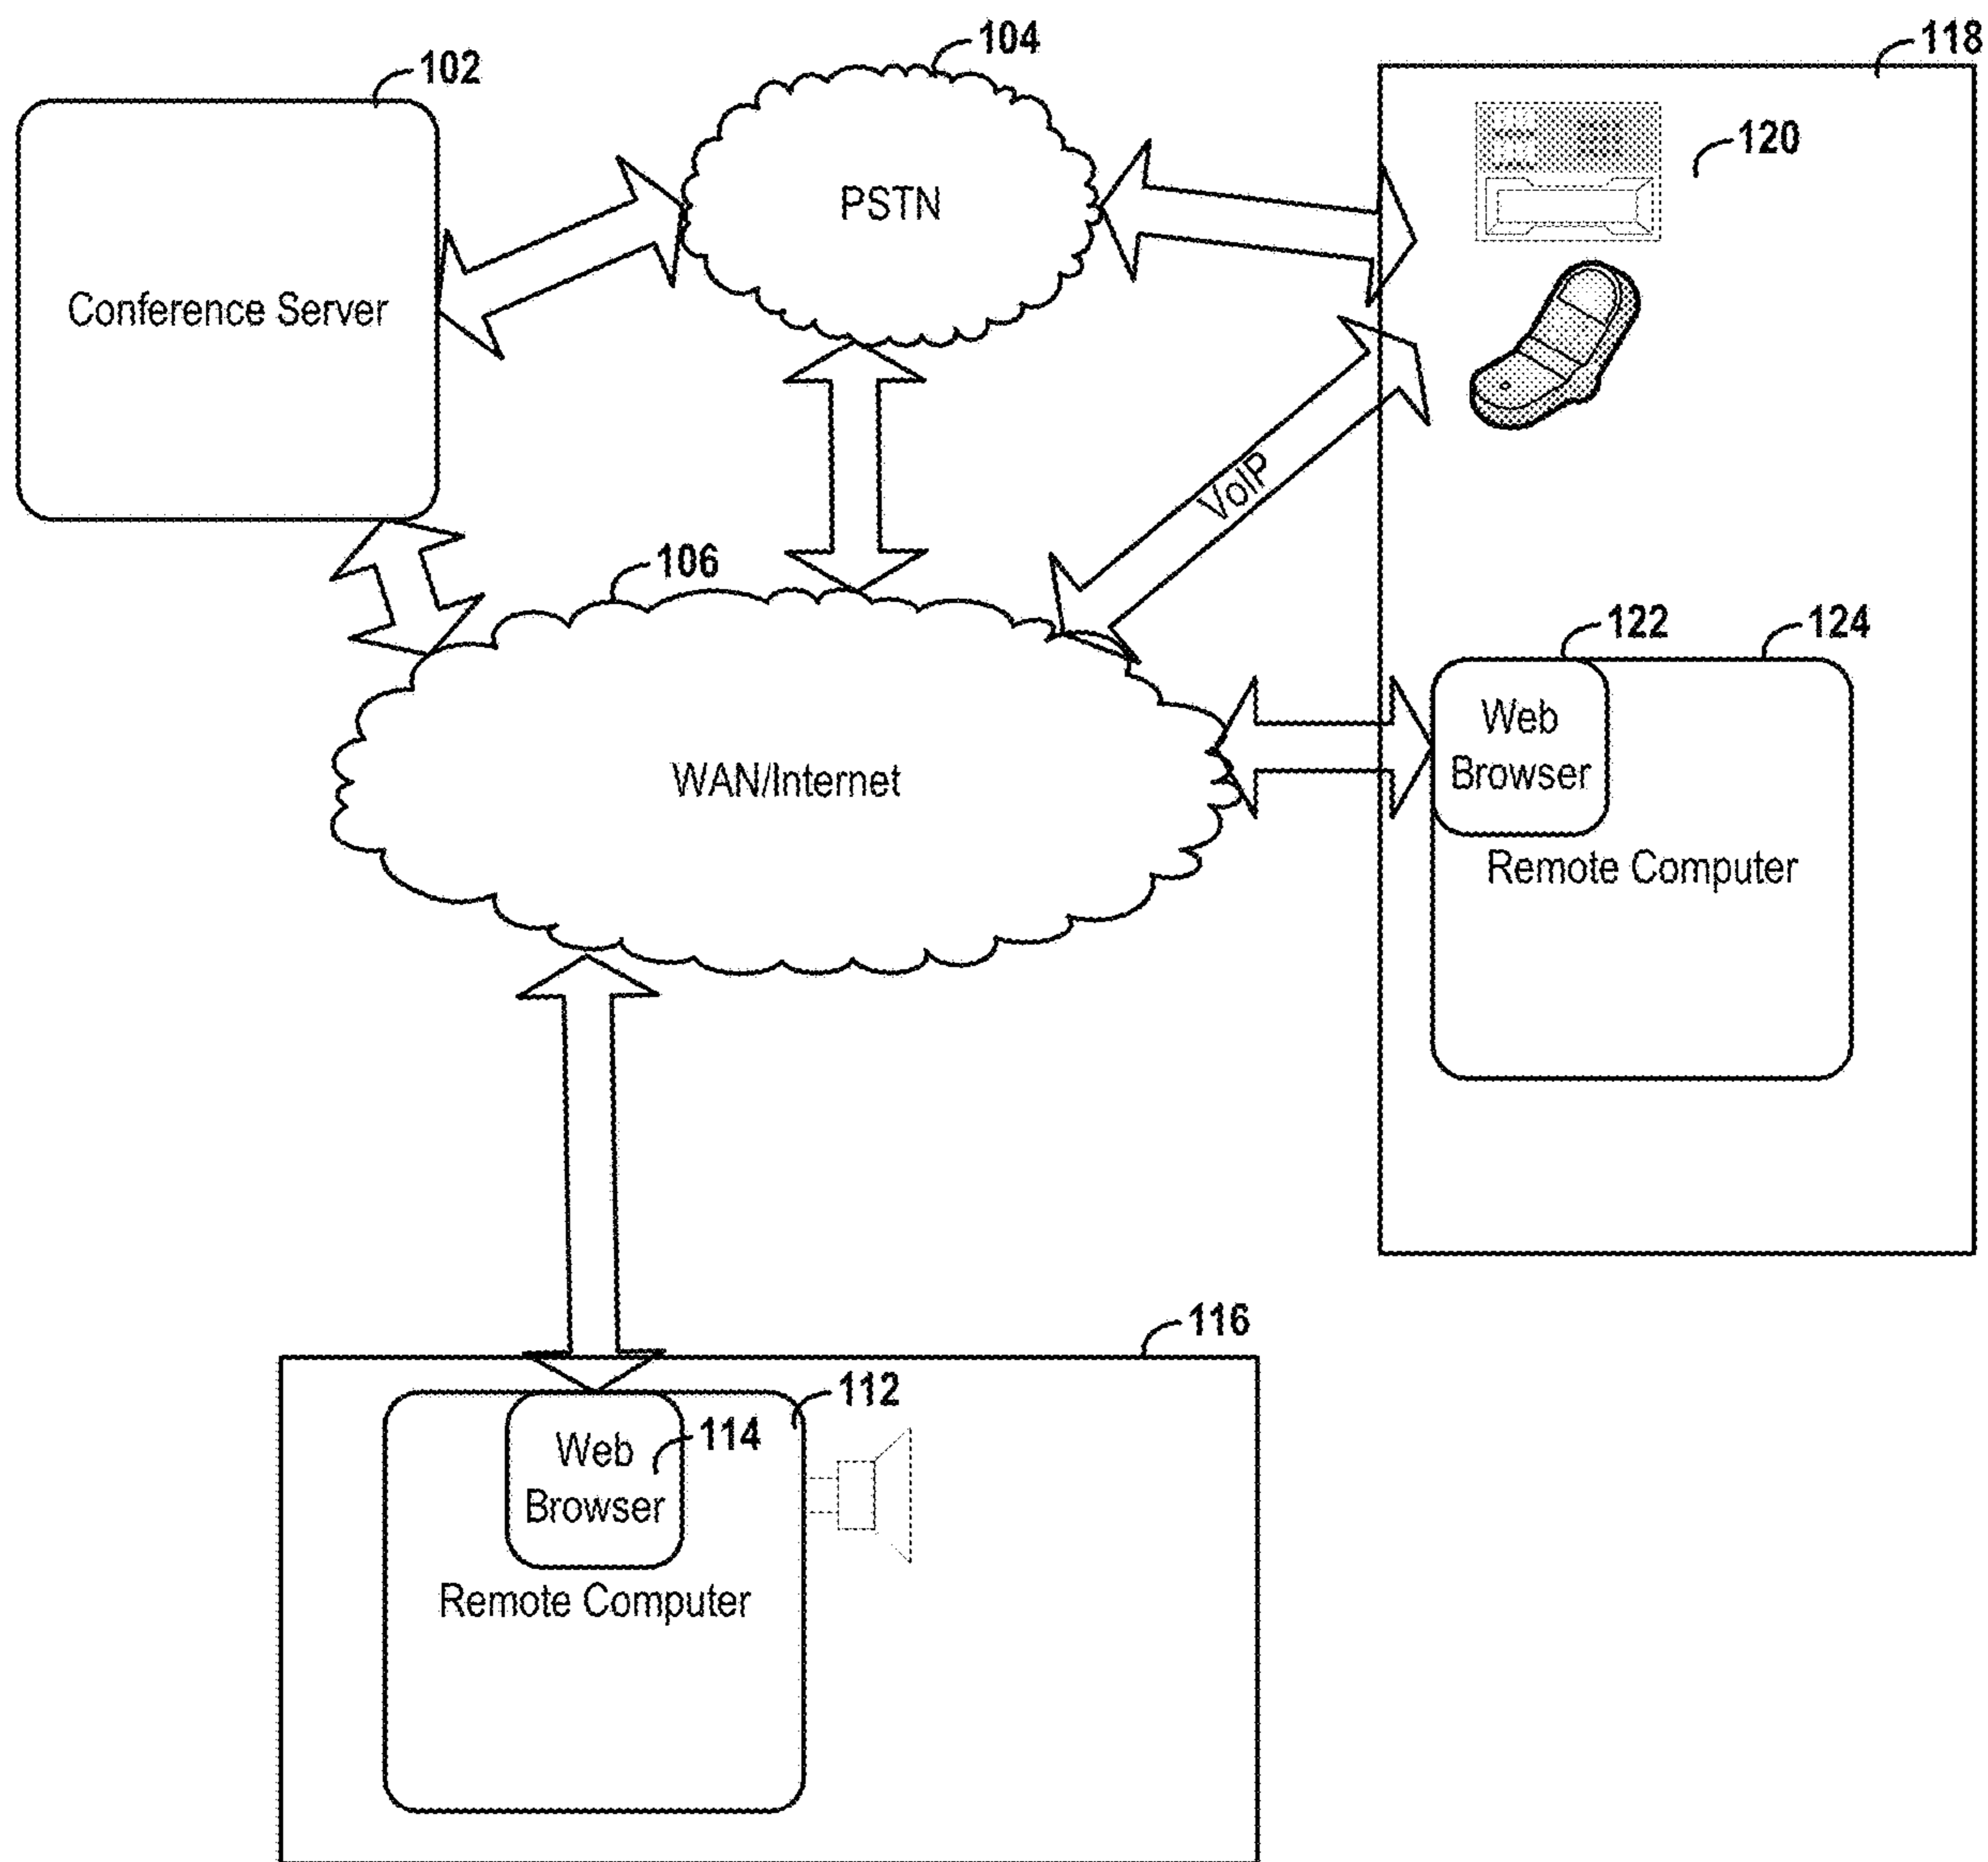 104
118
102
120
PSTN
Conference Server
VoIP
106
122
124
Web
Browser
WAN/Internet
Remote Computer
116
112
114
Web
Browser
Remote Computer